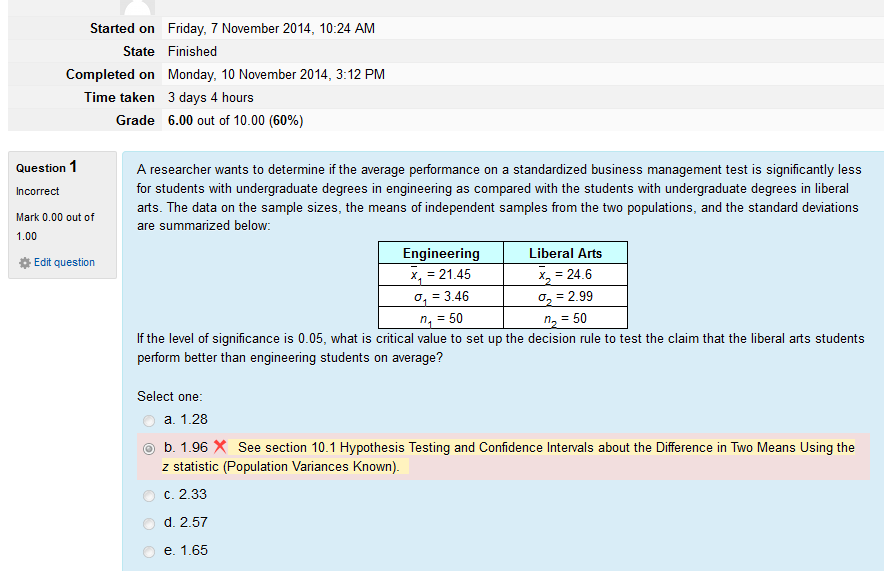 Started on Friday, 7 November 2014, 10:24 AM
State Finished
Completed on Monday, 10 November 2014, 3:12 PM
Time taken 3 days 4 hours
Grade 6.00 out of 10.00 (60%)
Question 1
Incorrect
Mark 0.00 out of
1.00
Edit question
A researcher wants to determine if the average performance on a standardized business management test is significantly less
for students with undergraduate degrees in engineering as compared with the students with undergraduate degrees in liberal
arts. The data on the sample sizes, the means of independent samples from the two populations, and the standard deviations
are summarized below:
Engineering Liberal Arts
x̅₁ = 21.45 x̅₂ = 24.6
σ₁ = 3.46 σ₂ = 2.99
n₁ = 50 n₂ = 50
If the level of significance is 0.05, what is critical value to set up the decision rule to test the claim that the liberal arts students
perform better than engineering students on average?
Select one:
a. 1.28
b. 1.96 See section 10.1 Hypothesis Testing and Confidence Intervals about the Difference in Two Means Using the
z statistic (Population Variances Known).
c. 2.33
d. 2.57
e. 1.65